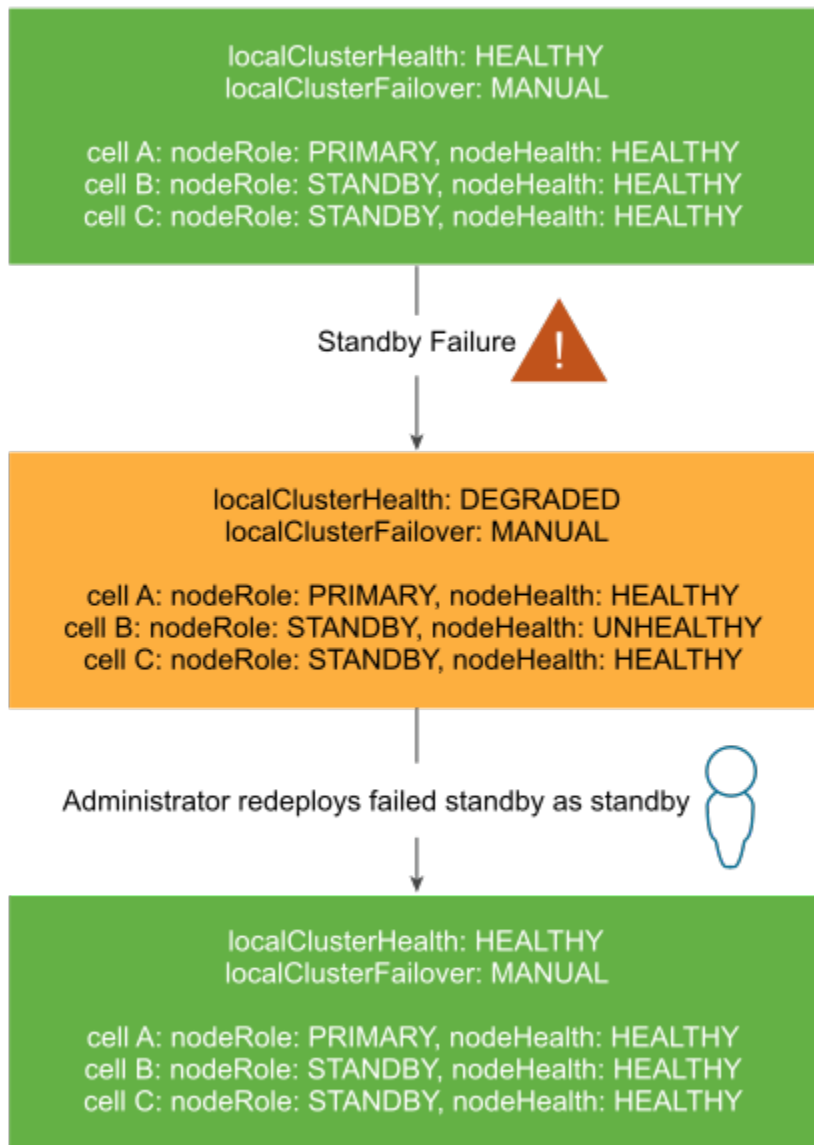 localClusterHealth: HEALTHY
localClusterFailover: MANUAL
cell A: nodeRole: PRIMARY, nodeHealth: HEALTHY
cell B: nodeRole: STANDBY, nodeHealth: HEALTHY
cell C: nodeRole: STANDBY, nodeHealth: HEALTHY
Standby Failure
!
localClusterHealth: DEGRADED
localClusterFailover: MANUAL
cell A: nodeRole: PRIMARY, nodeHealth: HEALTHY
cell B: nodeRole: STANDBY, nodeHealth: UNHEALTHY
cell C: nodeRole: STANDBY, nodeHealth: HEALTHY
Administrator redeploys failed standby as standby
localClusterHealth: HEALTHY
localClusterFailover: MANUAL
cell A: nodeRole: PRIMARY, nodeHealth: HEALTHY
cell B: nodeRole: STANDBY, nodeHealth: HEALTHY
cell C: nodeRole: STANDBY, nodeHealth: HEALTHY